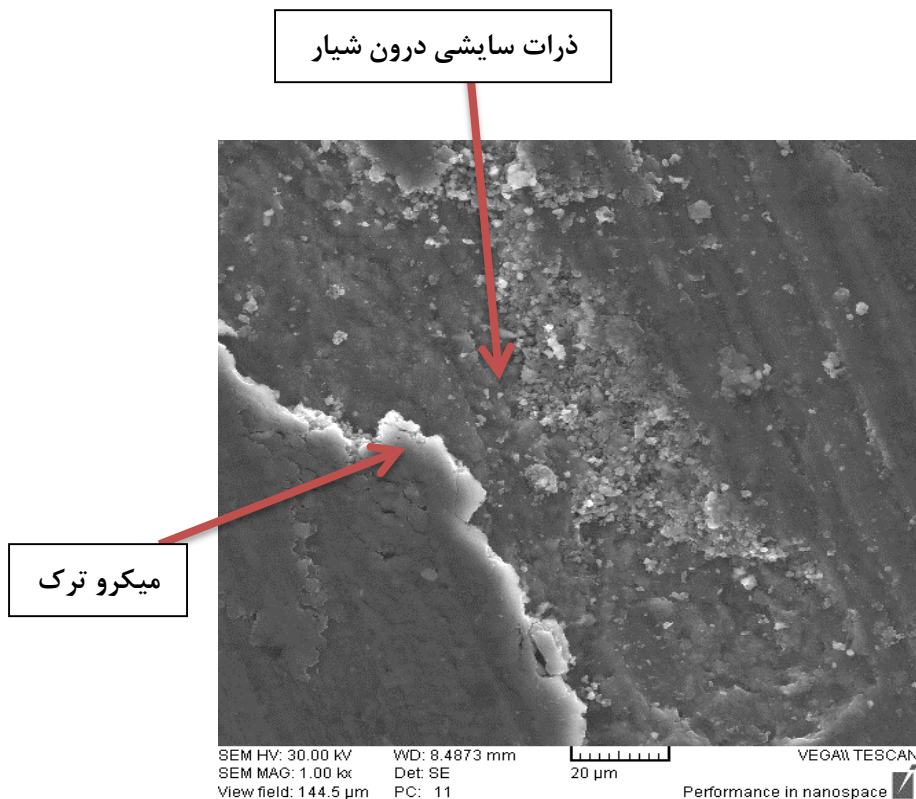 ذرات سایشی درون شیار
میکرو ترک
SEM HV: 30.00 kV WD: 8.4873 mm VEGA\\ TESCAN
SEM MAG: 1.00 kx Det: SE 20 µm
View field: 144.5 µm PC: 11 Performance in nanospace